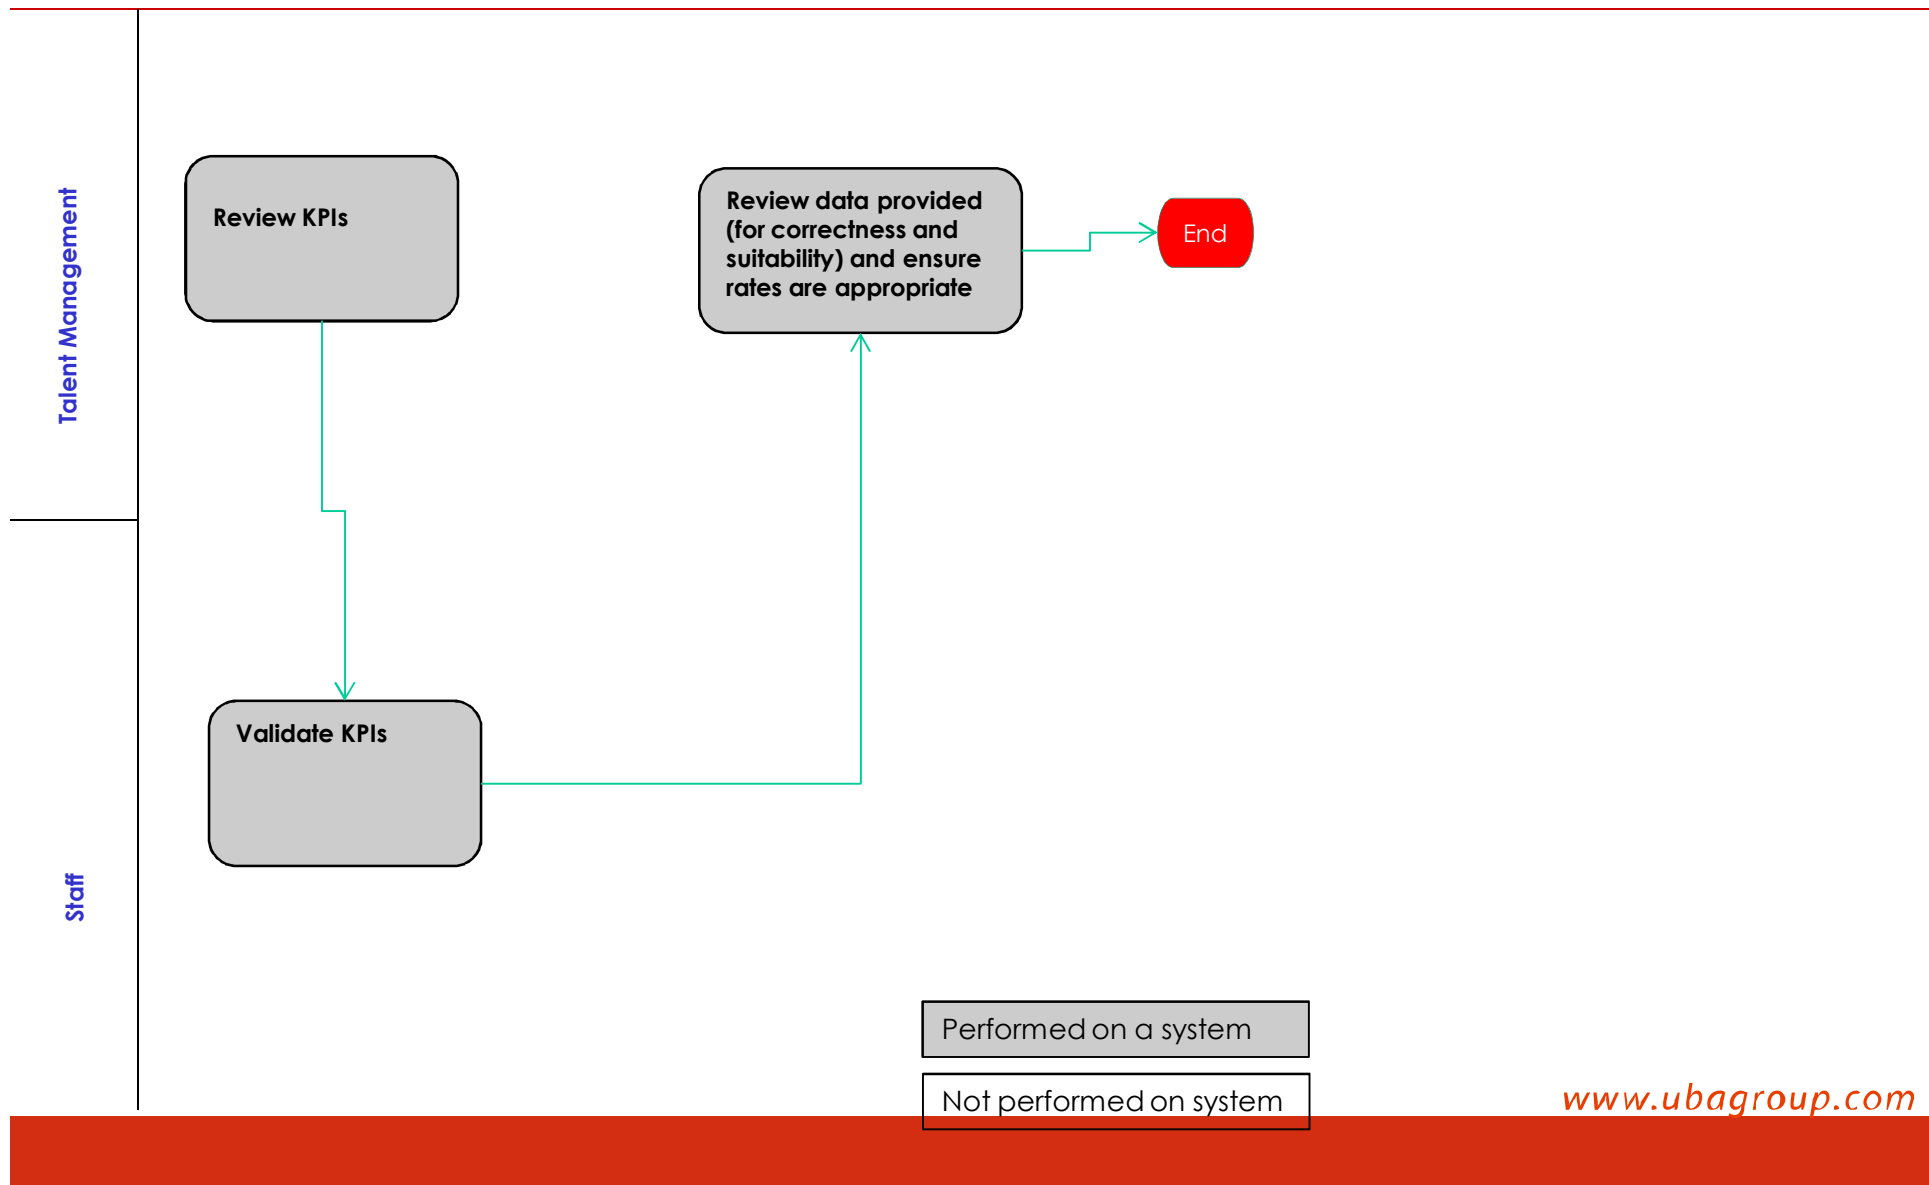 Talent Management
Review KPIs
Review data provided
(for correctness and
suitability) and ensure
rates are appropriate
End
Staff
Validate KPIs
Performed on a system
Not performed on system
www.ubagroup.com